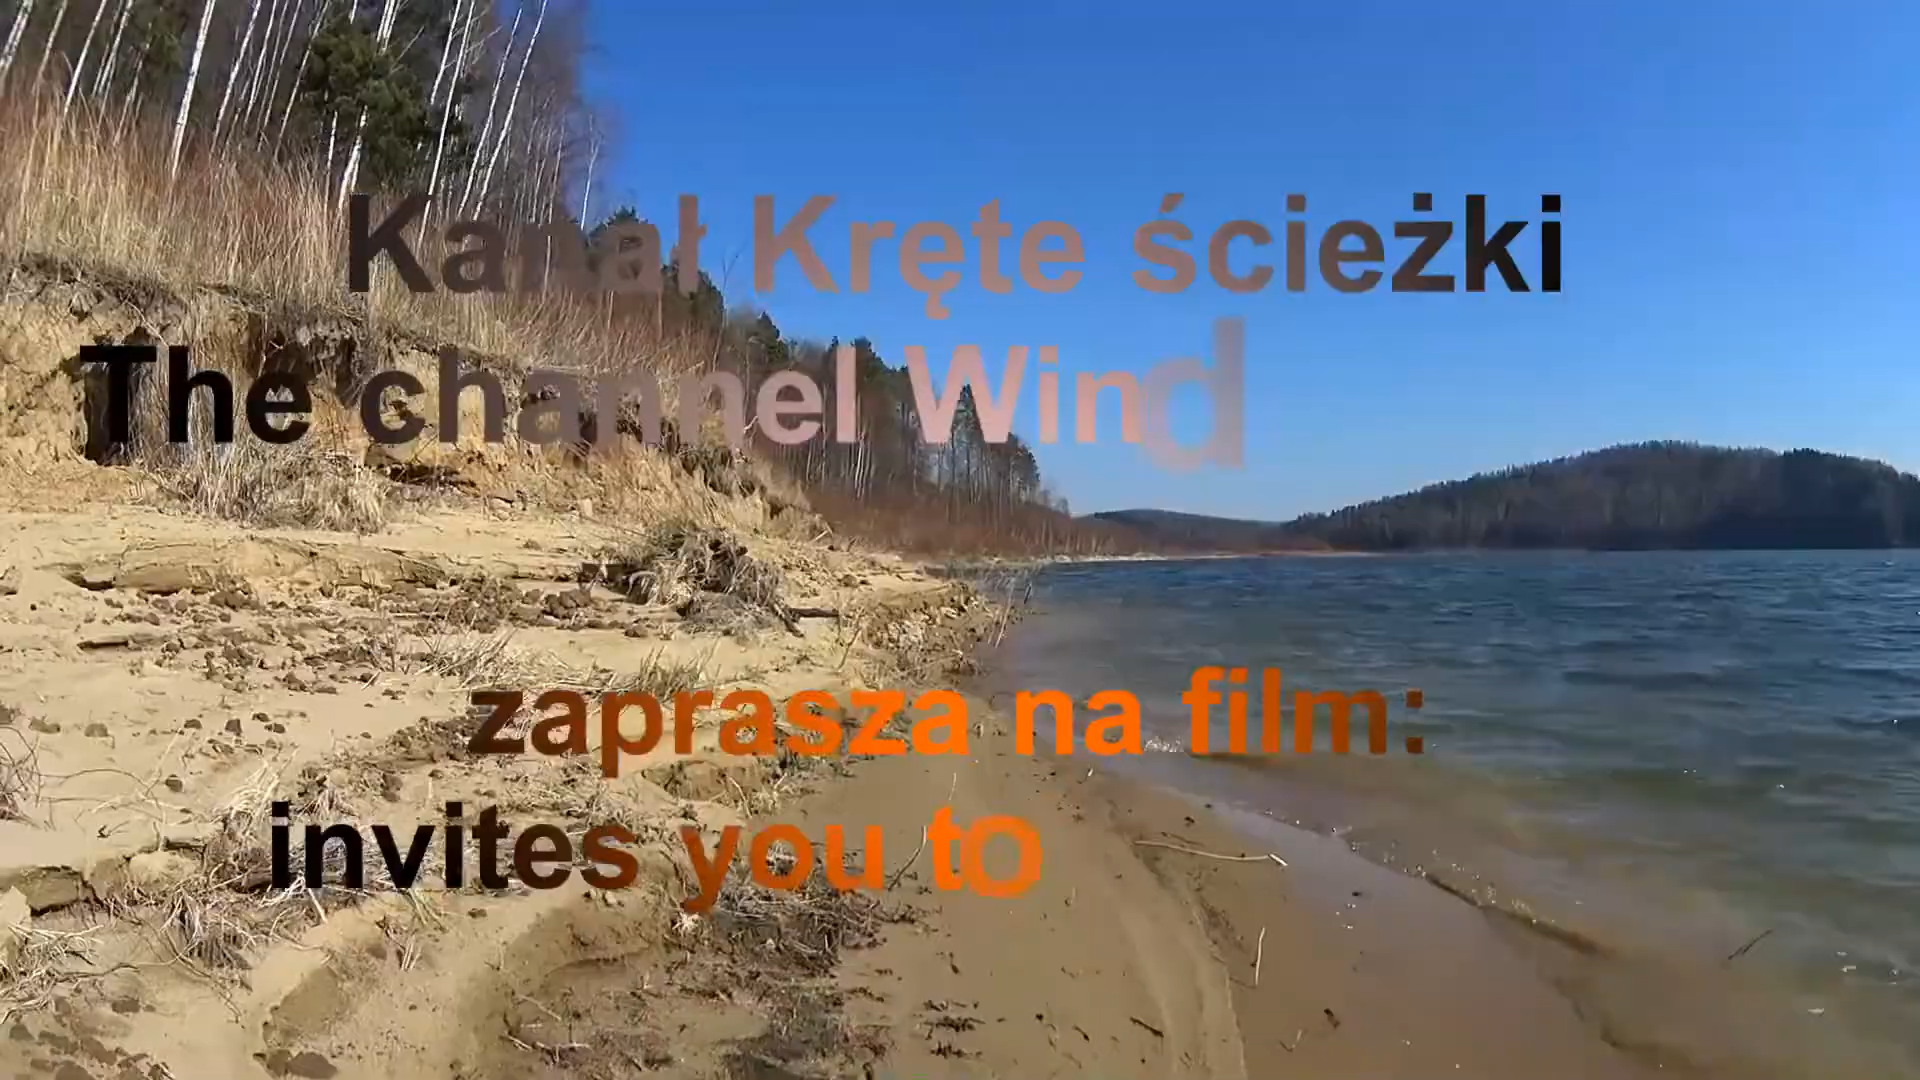 Kanał Kręte ścieżki
The channel Wind
zaprasza na film:
invites you to